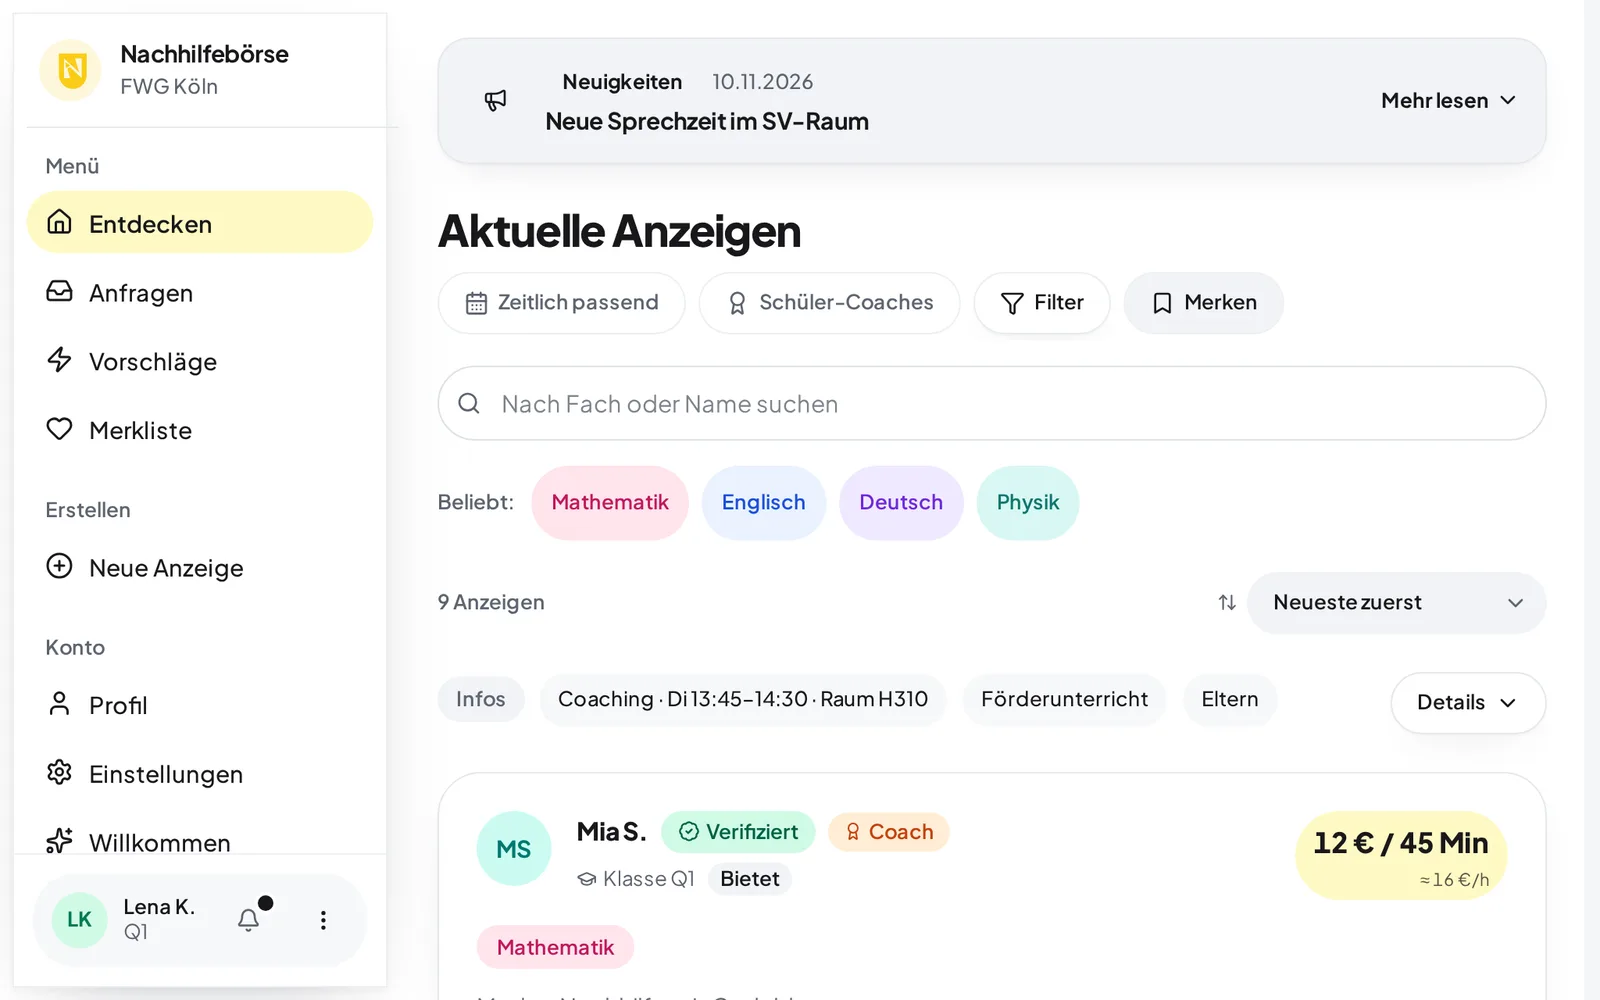 Nachhilfebörse
FWG Köln
Menü
Entdecken
Anfragen
Vorschläge
Merkliste
Erstellen
Neue Anzeige
Konto
Profil
Einstellungen
Willkommen
LK
Lena K.
Q1
Neuigkeiten 10.11.2026
Neue Sprechzeit im SV-Raum
Mehr lesen
Aktuelle Anzeigen
Zeitlich passend Schüler-Coaches Filter Merken
Nach Fach oder Name suchen
Beliebt: Mathematik Englisch Deutsch Physik
9 Anzeigen Neueste zuerst
Infos Coaching · Di 13:45–14:30 · Raum H310 Förderunterricht Eltern Details
MS
Mia S. Verifiziert Coach
Klasse Q1 Bietet
12 € / 45 Min
≈ 16 €/h
Mathematik